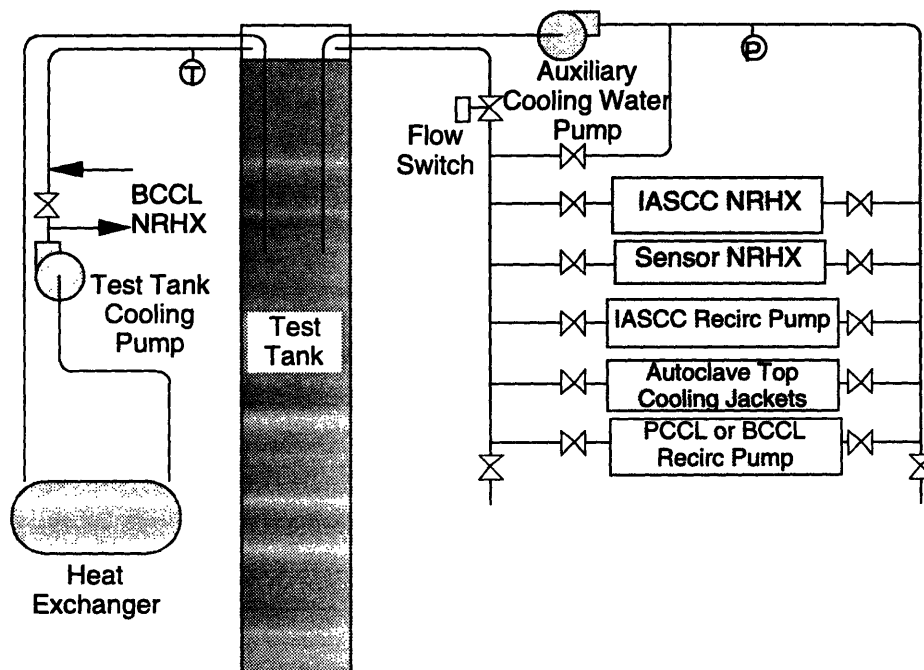 T
P
Auxiliary
Cooling Water
Pump
Flow
Switch
BCCL
NRHX
IASCC NRHX
Sensor NRHX
Test Tank
Cooling
Pump
IASCC Recirc Pump
Test
Tank
Autoclave Top
Cooling Jackets
PCCL or BCCL
Recirc Pump
Heat
Exchanger